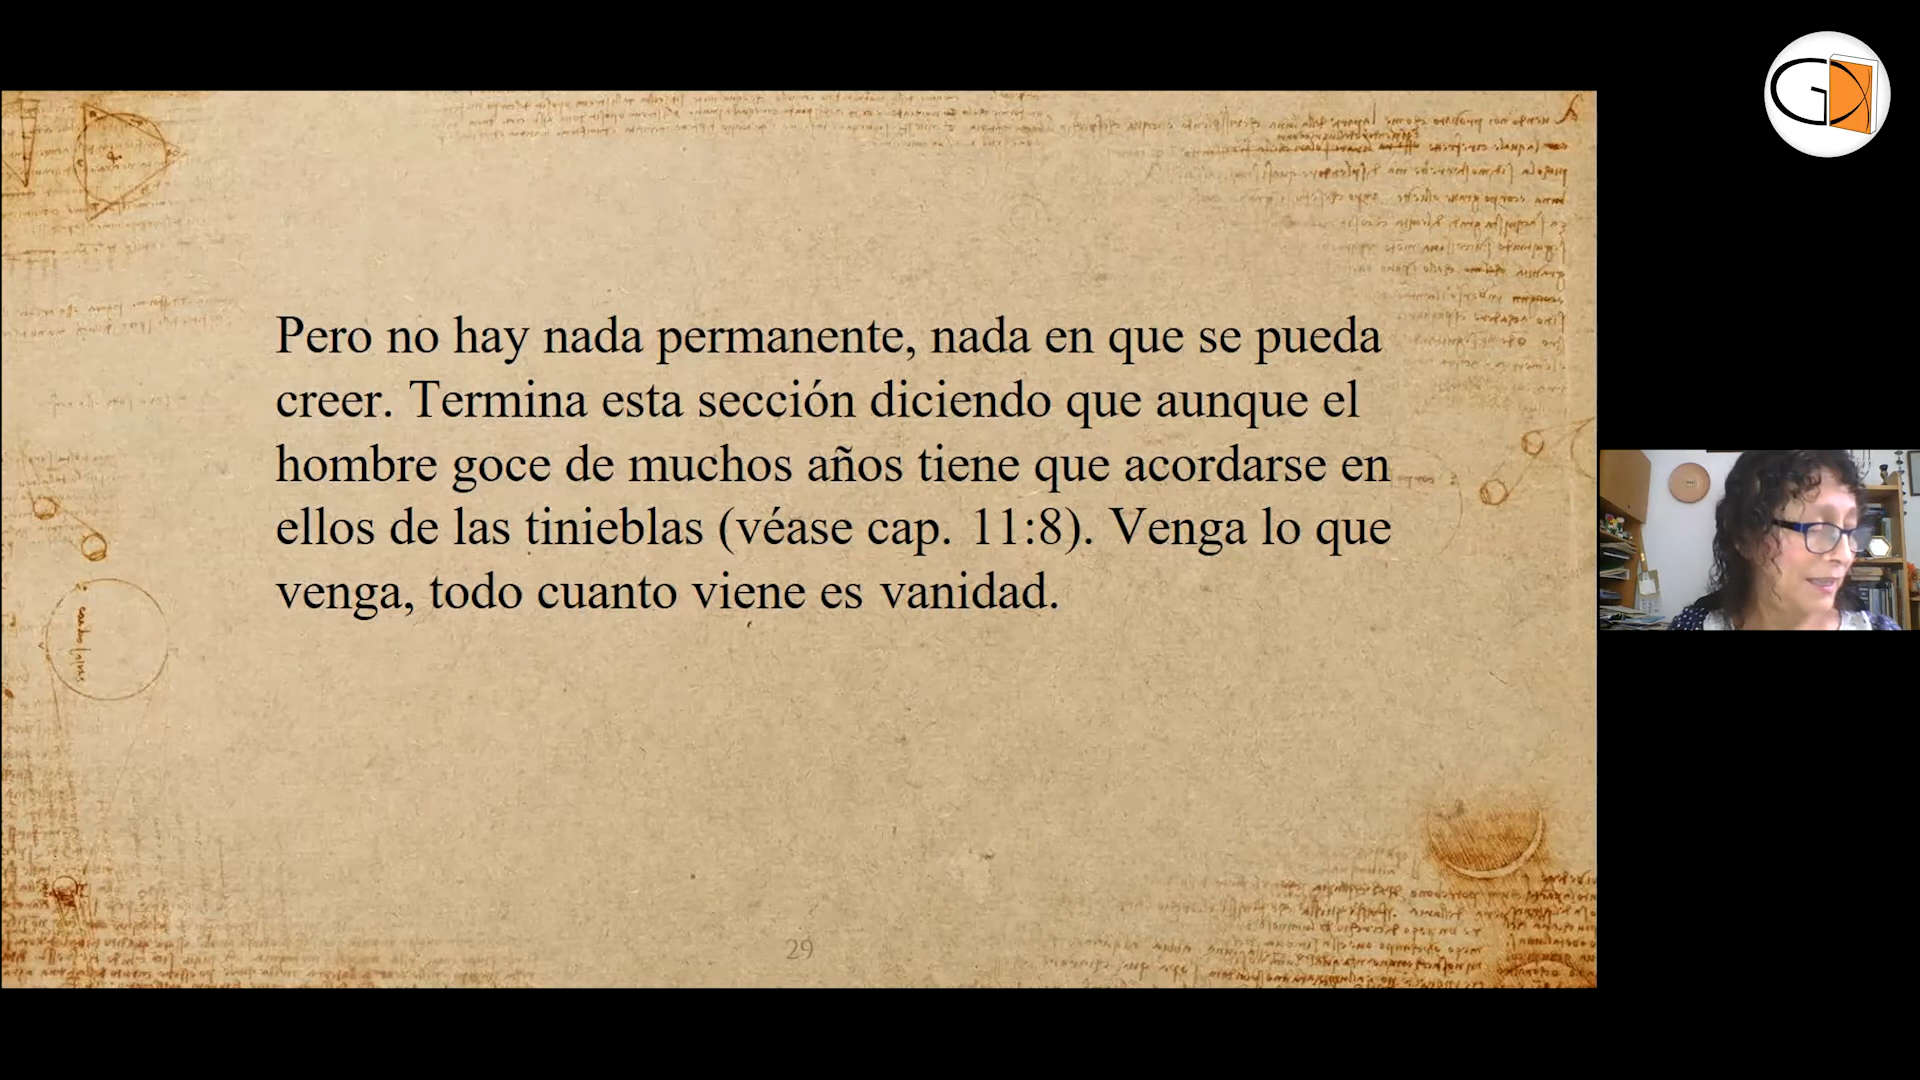 Pero no hay nada permanente, nada en que se pueda
creer. Termina esta sección diciendo que aunque el
hombre goce de muchos años tiene que acordarse en
ellos de las tinieblas (véase cap. 11:8). Venga lo que
venga, todo cuanto viene es vanidad.
29